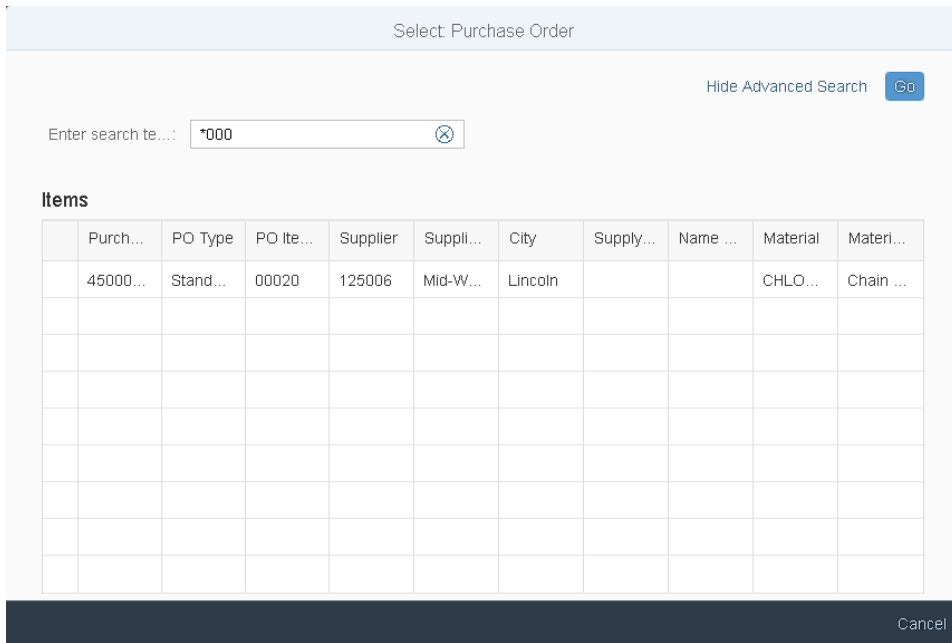 Select: Purchase Order
Hide Advanced Search Go
Enter search te...: *000
Items
Purch... PO Type PO Ite... Supplier Suppli... City Supply... Name ... Material Materi...
45000... Stand... 00020 125006 Mid-W... Lincoln CHLO... Chain ...
Cancel